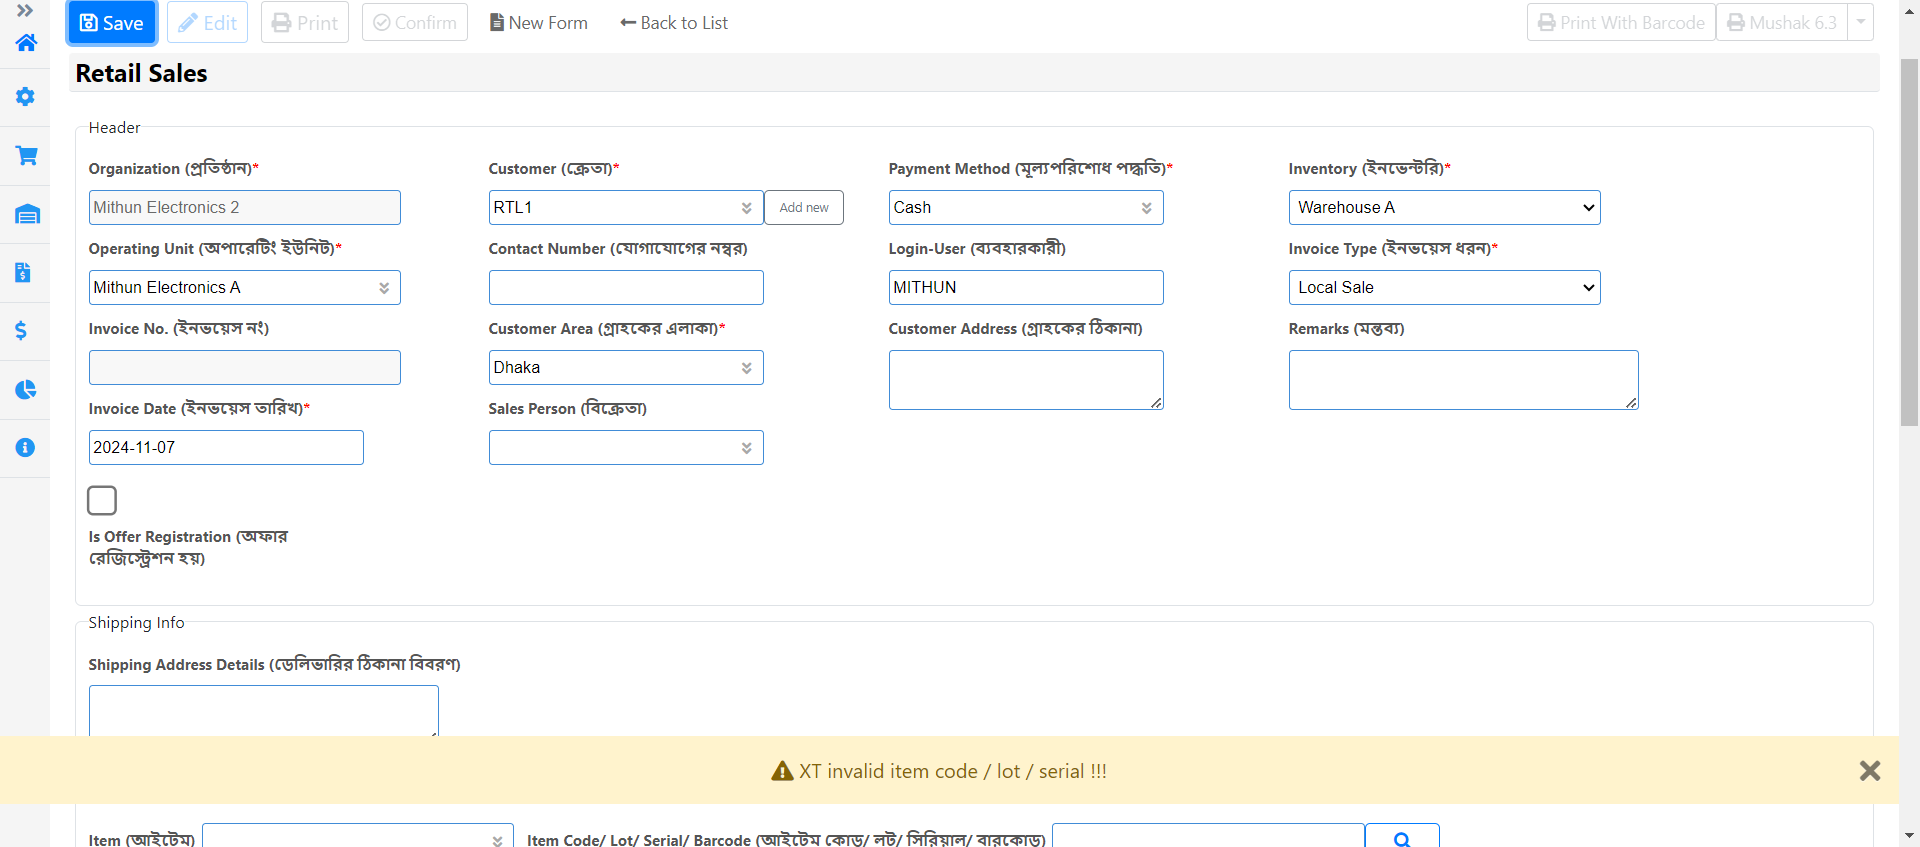 Save Edit Print Confirm New Form Back to List Print With Barcode Mushak 6.3
Retail Sales
Header
Organization (প্রতিষ্ঠান)* Customer (ক্রেতা)* Payment Method (মূল্যপরিশোধ পদ্ধতি)* Inventory (ইনভেন্টরি)*
Mithun Electronics 2 RTL1 Add new Cash Warehouse A
Operating Unit (অপারেটিং ইউনিট)* Contact Number (যোগাযোগের নম্বর) Login-User (ব্যবহারকারী) Invoice Type (ইনভয়েস ধরন)*
Mithun Electronics A MITHUN Local Sale
Invoice No. (ইনভয়েস নং) Customer Area (গ্রাহকের এলাকা)* Customer Address (গ্রাহকের ঠিকানা) Remarks (মন্তব্য)
Dhaka
Invoice Date (ইনভয়েস তারিখ)* Sales Person (বিক্রেতা)
2024-11-07
Is Offer Registration (অফার
রেজিস্ট্রেশন হয়)
Shipping Info
Shipping Address Details (ডেলিভারির ঠিকানা বিবরণ)
XT invalid item code / lot / serial !!!
Item (আইটেম) Item Code/ Lot/ Serial/ Barcode (আইটেম কোড/ লট/ সিরিয়াল/ বারকোড)